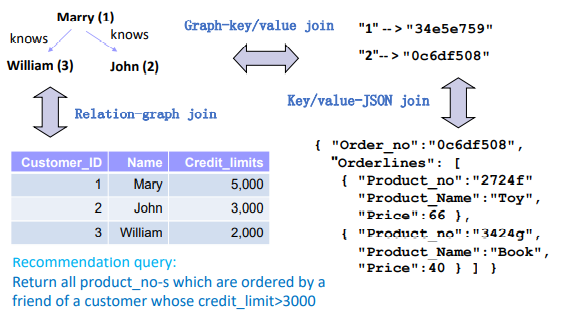 Marry (1)
knows
knows
William (3)
John (2)
Graph-key/value join
"1" --> "34e5e759"
"2"--> "0c6df508"
Relation-graph join
Key/value-JSON join
Customer_ID Name Credit_limits
1 Mary 5,000
2 John 3,000
3 William 2,000
{ "Order_no":"0c6df508",
"Orderlines": [
{ "Product_no":"2724f"
"Product_Name":"Toy",
"Price":66 },
{ "Product_no":"3424g",
"Product_Name":"Book",
"Price":40 } ] }
Recommendation query:
Return all product_no-s which are ordered by a
friend of a customer whose credit_limit>3000